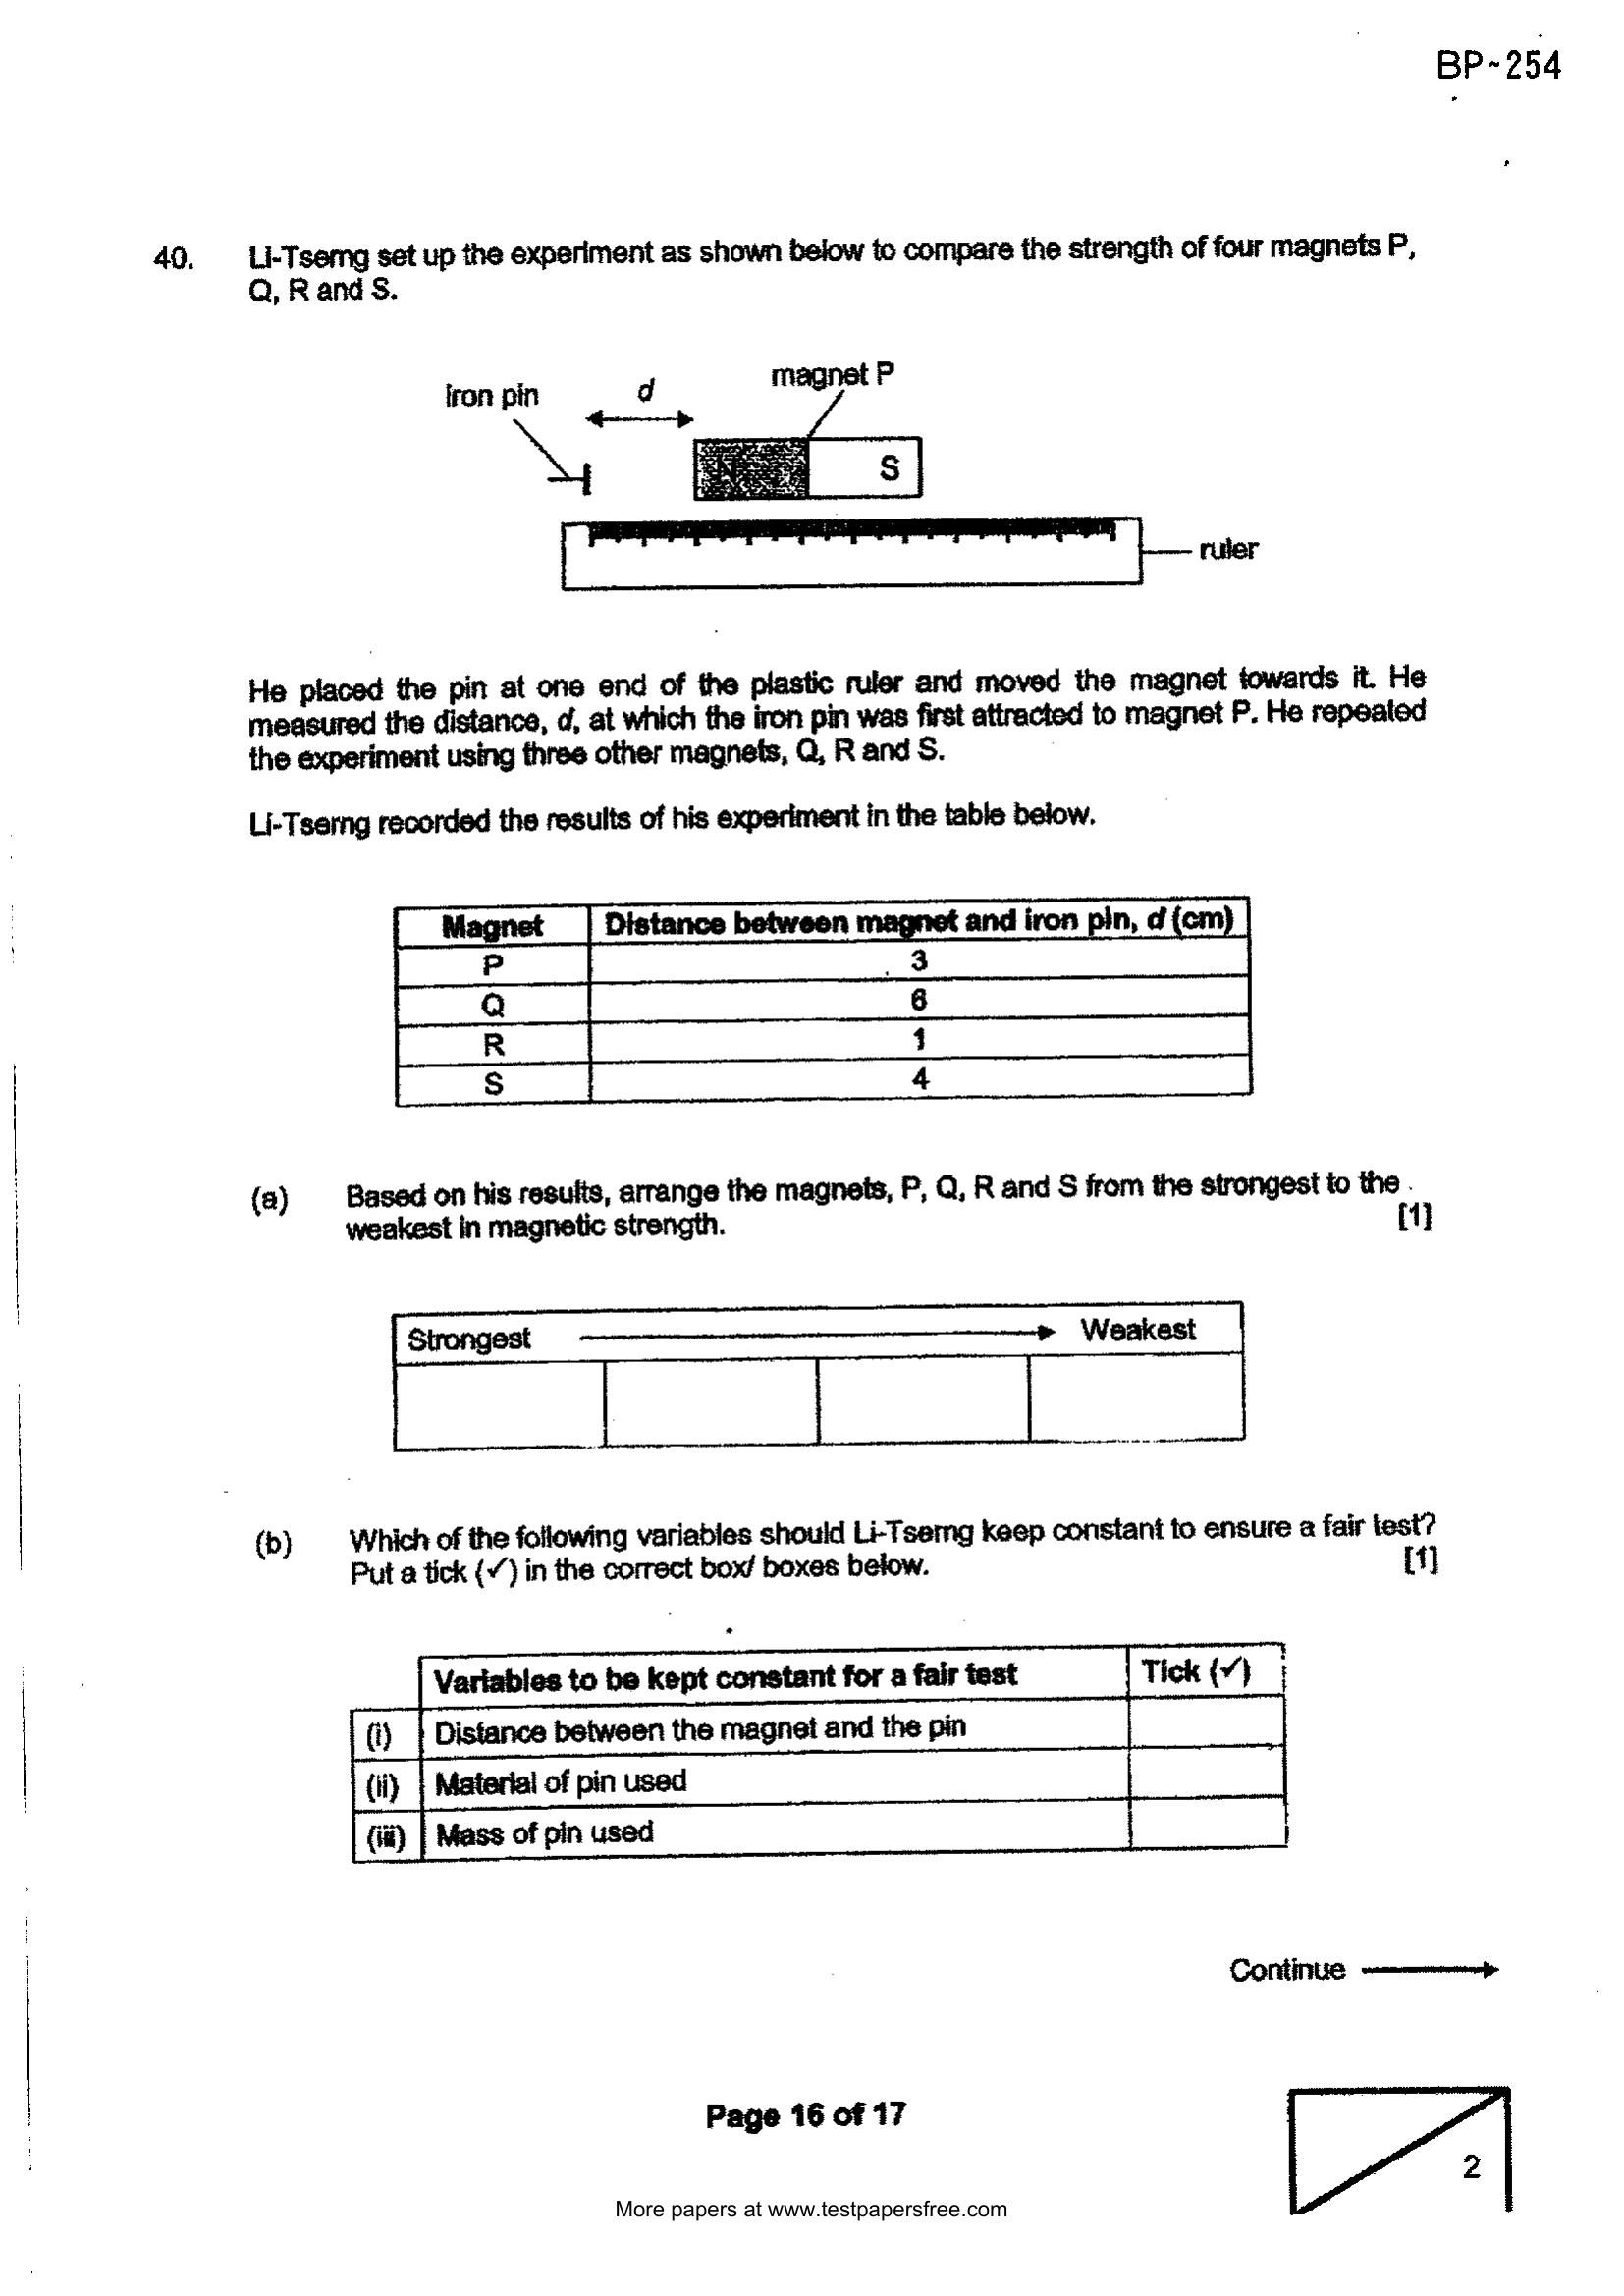 BP-254
40. Li-Tserng set up the experiment as shown below to compare the strength of four magnets P,
Q, R and S.
magnet P
iron pin
d
S
ruler
He placed the pin at one end of the plastic ruler and moved the magnet towards it. He
measured the distance, d, at which the iron pin was first attracted to magnet P. He repeated
the experiment using three other magnets, Q, R and S.
Li-Tserng recorded the results of his experiment in the table below.
Magnet Distance between magnet and iron pin, d (cm)
P 3
Q 6
R 1
S 4
(a) Based on his results, arrange the magnets, P, Q, R and S from the strongest to the
weakest in magnetic strength. [1]
Strongest Weakest
(b) Which of the following variables should Li-Tserng keep constant to ensure a fair test?
Put a tick (✓) in the correct box/ boxes below. [1]
Variables to be kept constant for a fair test Tick (✓)
(i) Distance between the magnet and the pin
(ii) Material of pin used
(iii) Mass of pin used
Continue
Page 16 of 17
2
More papers at www.testpapersfree.com